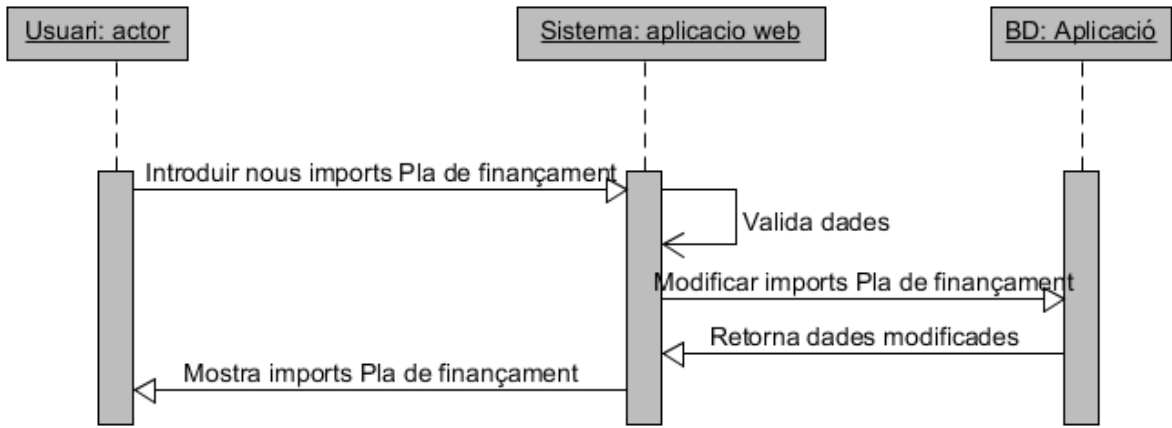 Usuari: actor
Sistema: aplicacio web
BD: Aplicació
Introduir nous imports Pla de finançament
Valida dades
Modificar imports Pla de finançament
Retorna dades modificades
Mostra imports Pla de finançament